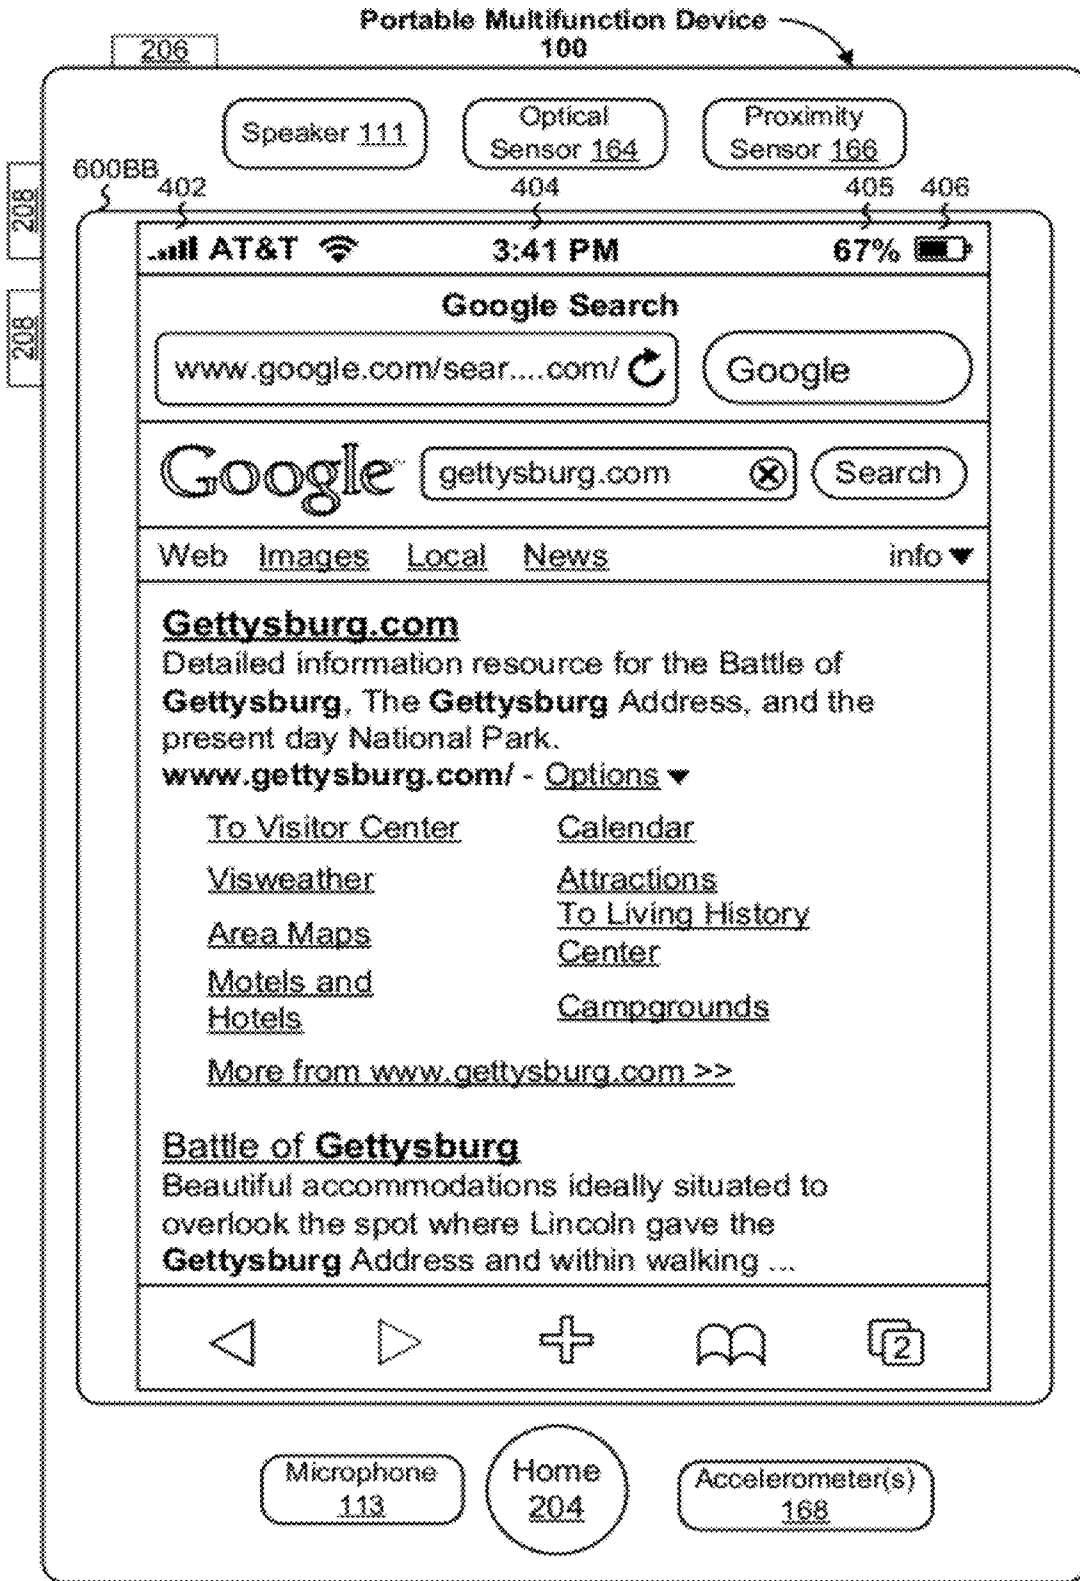 Portable Multifunction Device
100
206
Speaker 111
Optical
Sensor 164
Proximity
Sensor 166
600BB
402
404
405
406
208
208
AT&T 3:41 PM 67%
Google Search
www.google.com/sear....com/ Google
Google gettysburg.com Search
Web Images Local News info
Gettysburg.com
Detailed information resource for the Battle of
Gettysburg, The Gettysburg Address, and the
present day National Park.
www.gettysburg.com/ - Options
To Visitor Center Calendar
Visweather Attractions
Area Maps To Living History
Center
Motels and
Hotels Campgrounds
More from www.gettysburg.com >>
Battle of Gettysburg
Beautiful accommodations ideally situated to
overlook the spot where Lincoln gave the
Gettysburg Address and within walking ...
2
Microphone
113
Home
204
Accelerometer(s)
168